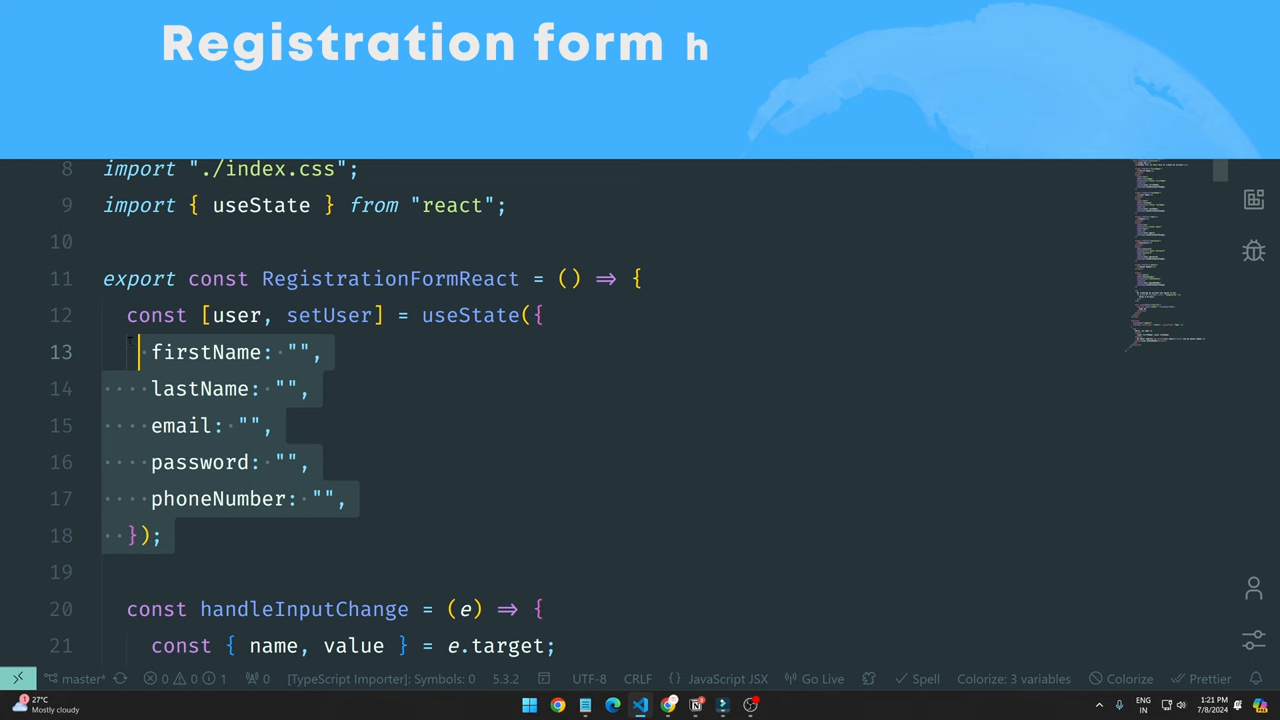 Registration form h
8 import "./index.css";
9 import { useState } from "react";
10
11 export const RegistrationFormReact = () => {
12 const [user, setUser] = useState({
13 firstName: "",
14 lastName: "",
15 email: "",
16 password: "",
17 phoneNumber: "",
18 });
19
20 const handleInputChange = (e) => {
21 const { name, value } = e.target;
master* 0 0 1 0 [TypeScript Importer]: Symbols: 0 5.3.2 UTF-8 CRLF {} JavaScript JSX Go Live Spell Colorize: 3 variables Colorize Prettier
27°C
Mostly cloudy
ENG
IN
1:21 PM
7/8/2024